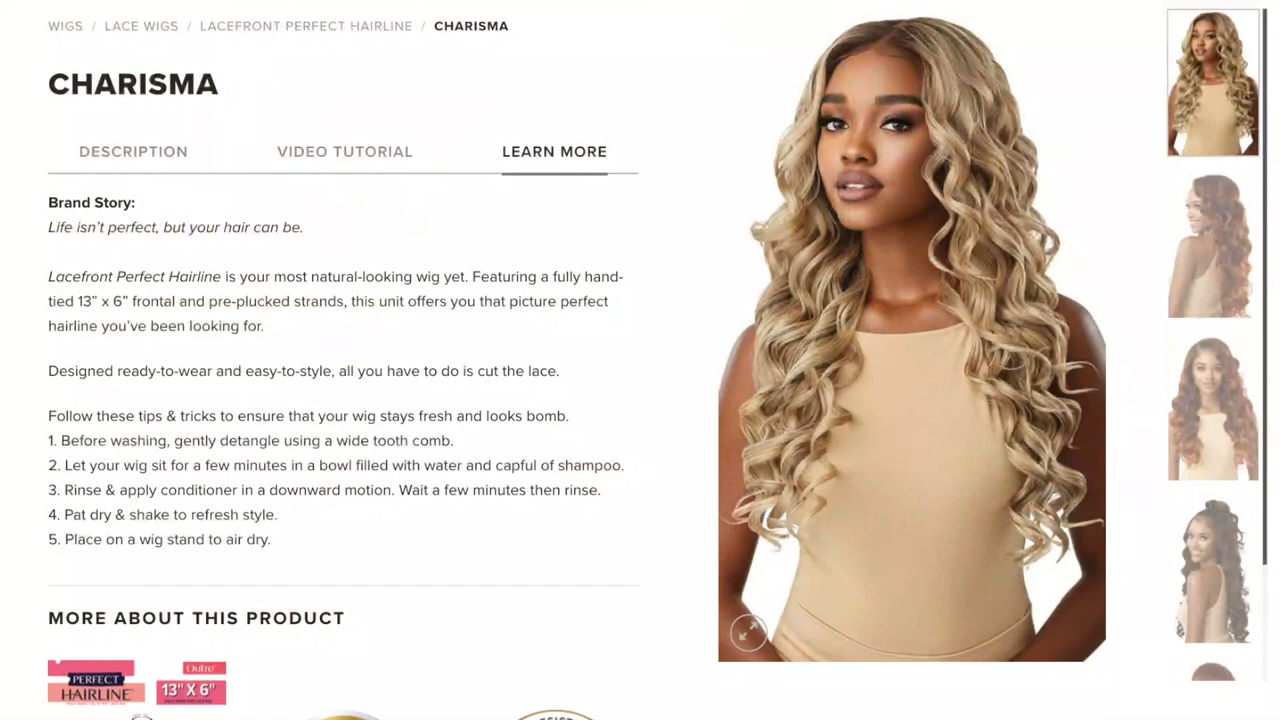 WIGS / LACE WIGS / LACEFRONT PERFECT HAIRLINE / CHARISMA
CHARISMA
DESCRIPTION VIDEO TUTORIAL LEARN MORE
Brand Story:
Life isn’t perfect, but your hair can be.
Lacefront Perfect Hairline is your most natural-looking wig yet. Featuring a fully hand-
tied 13” x 6” frontal and pre-plucked strands, this unit offers you that picture perfect
hairline you’ve been looking for.
Designed ready-to-wear and easy-to-style, all you have to do is cut the lace.
Follow these tips & tricks to ensure that your wig stays fresh and looks bomb.
1. Before washing, gently detangle using a wide tooth comb.
2. Let your wig sit for a few minutes in a bowl filled with water and capful of shampoo.
3. Rinse & apply conditioner in a downward motion. Wait a few minutes then rinse.
4. Pat dry & shake to refresh style.
5. Place on a wig stand to air dry.
MORE ABOUT THIS PRODUCT
PERFECT
HAIRLINE
Outre
13" X 6"